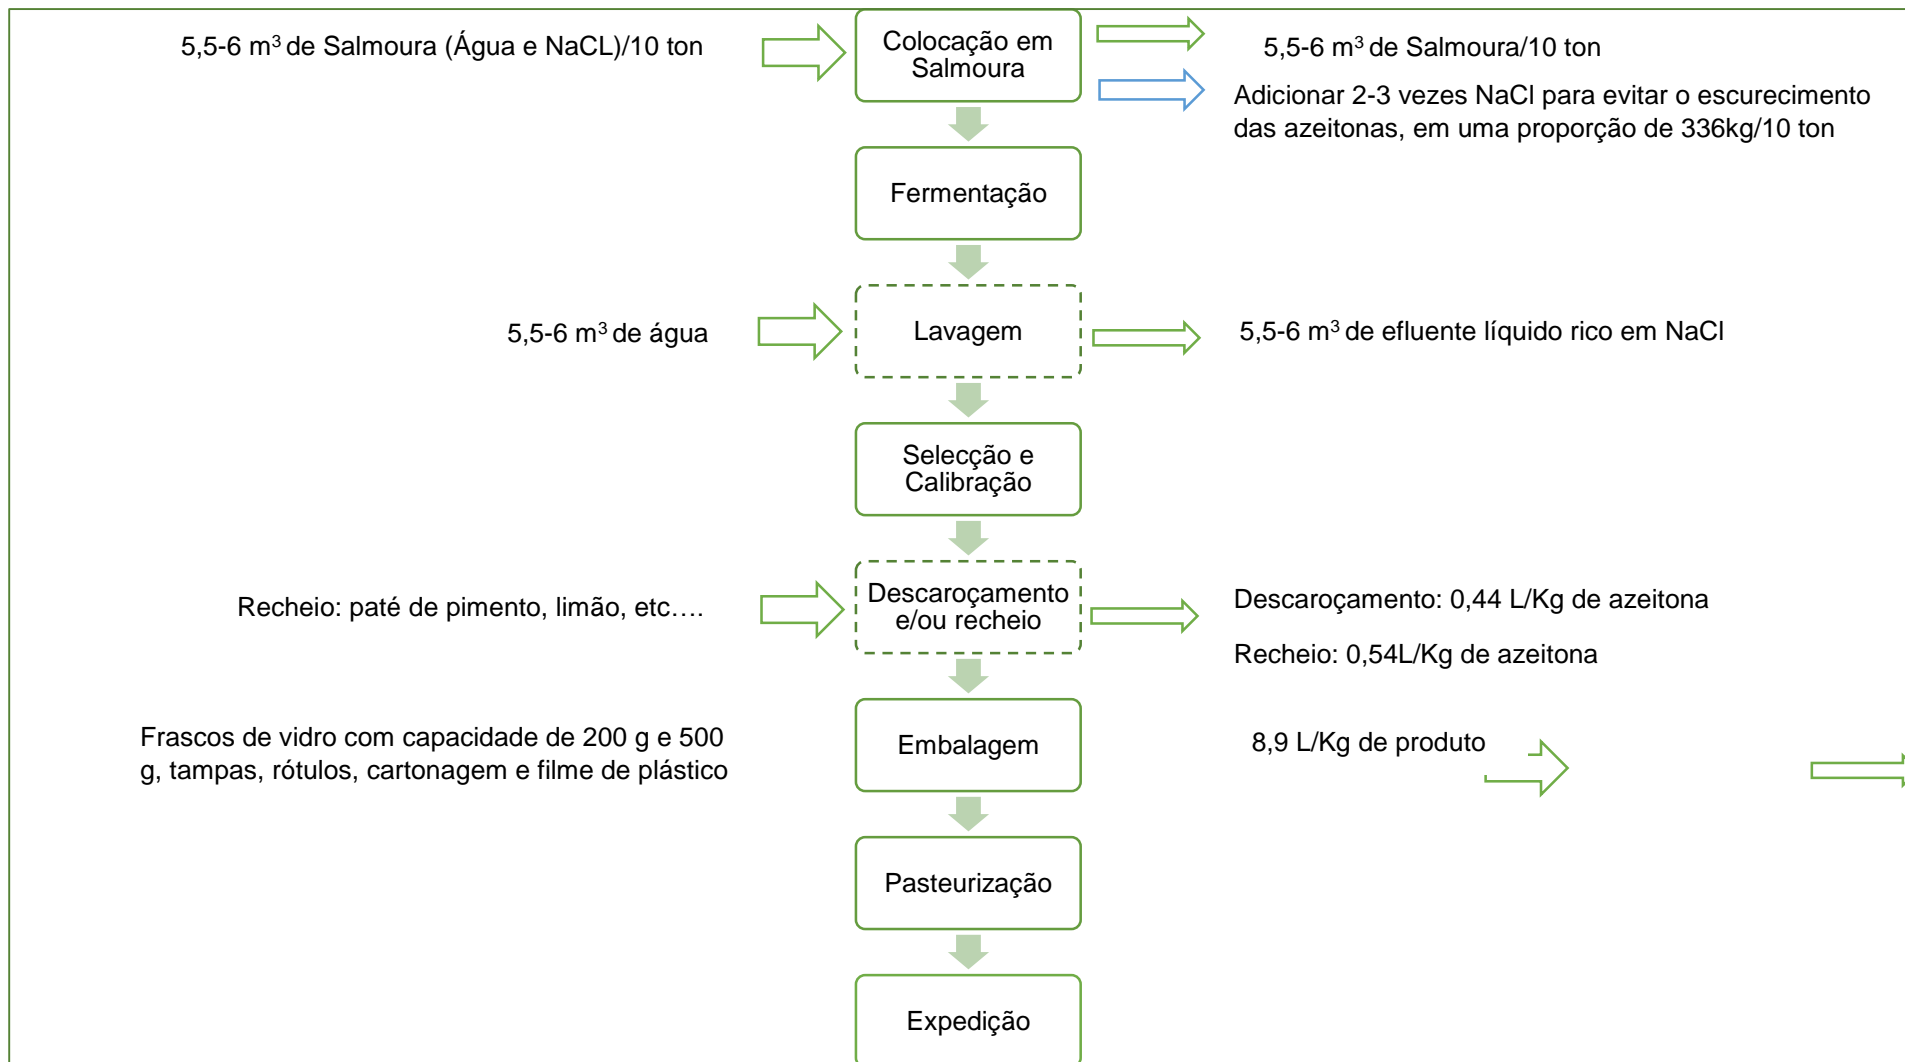 5,5-6 m³ de Salmoura (Água e NaCL)/10 ton
Colocação em
Salmoura
5,5-6 m³ de Salmoura/10 ton
Adicionar 2-3 vezes NaCl para evitar o escurecimento
das azeitonas, em uma proporção de 336kg/10 ton
Fermentação
5,5-6 m³ de água
Lavagem
5,5-6 m³ de efluente líquido rico em NaCl
Selecção e
Calibração
Recheio: paté de pimento, limão, etc….
Descaroçamento
e/ou recheio
Descaroçamento: 0,44 L/Kg de azeitona
Recheio: 0,54L/Kg de azeitona
Frascos de vidro com capacidade de 200 g e 500
g, tampas, rótulos, cartonagem e filme de plástico
Embalagem
8,9 L/Kg de produto
Pasteurização
Expedição